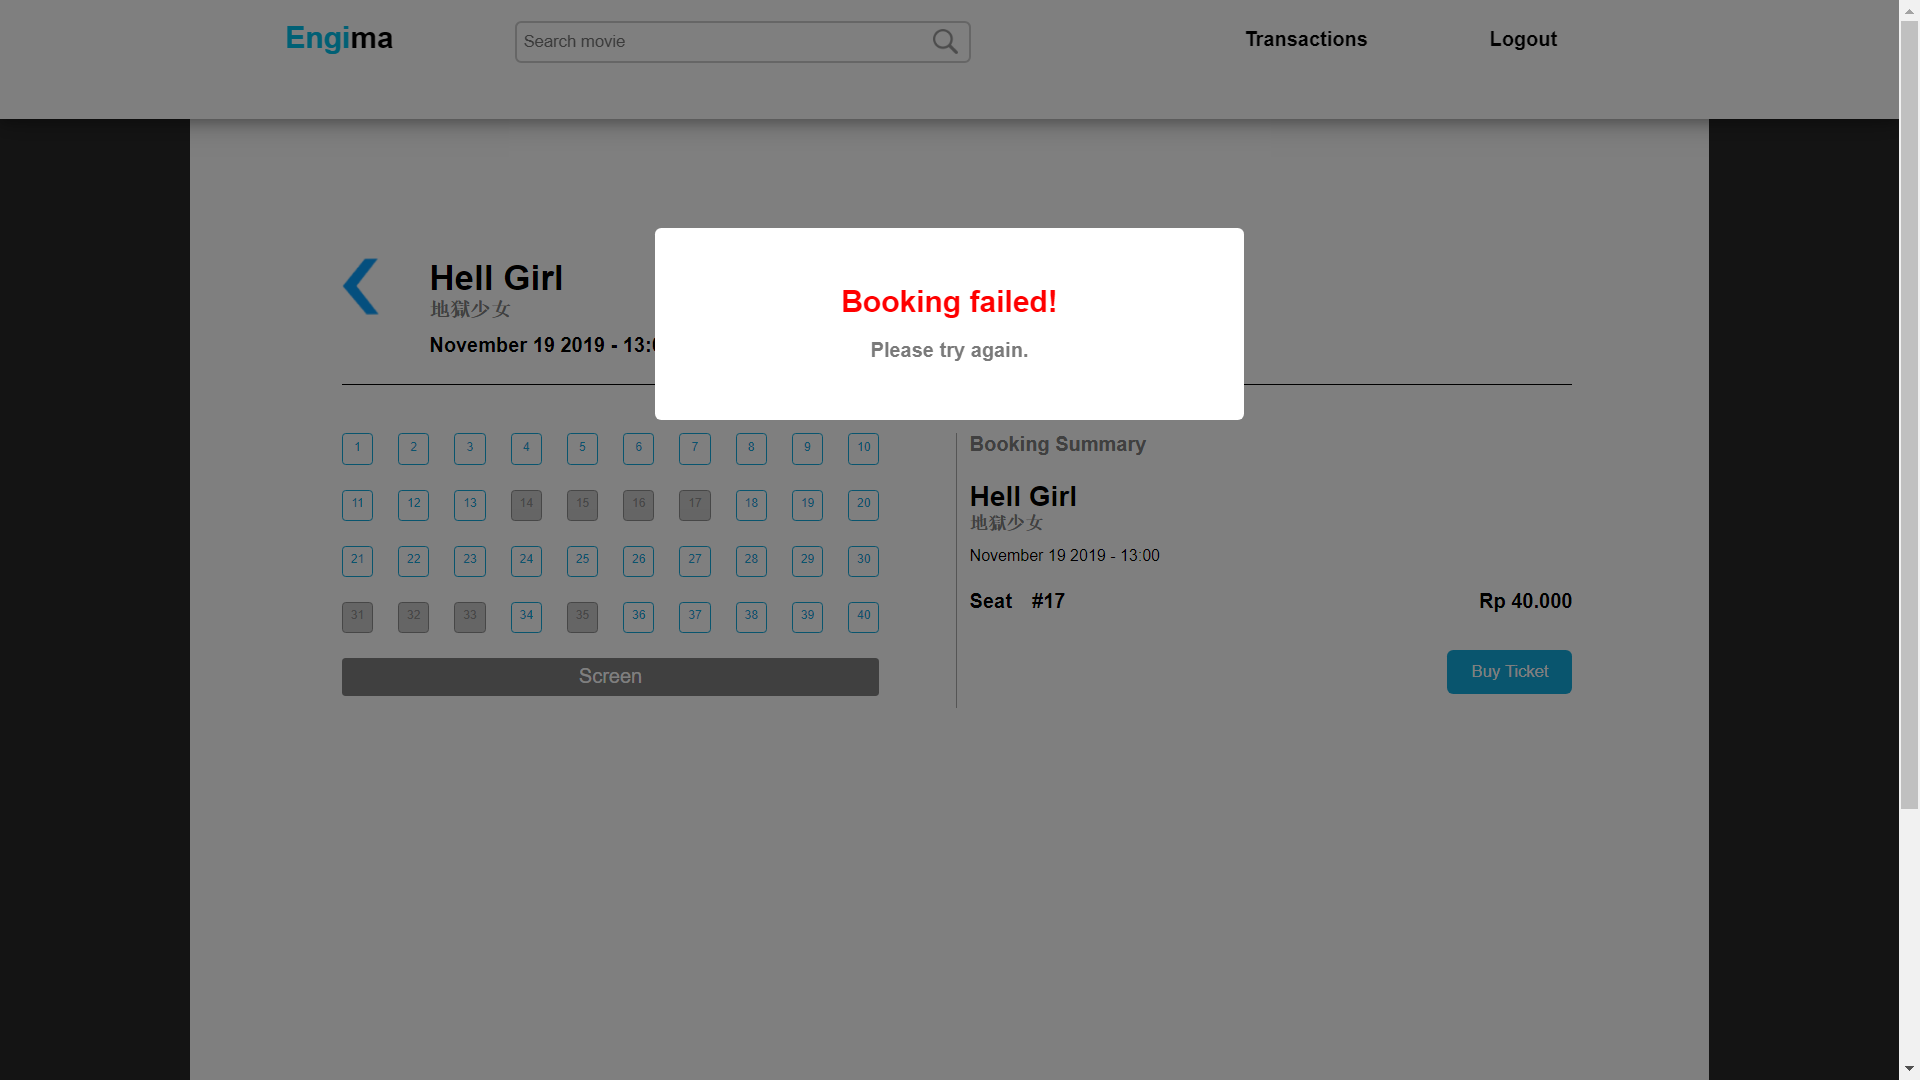 Engima
Search movie
Transactions
Logout
Booking failed!
Please try again.
Hell Girl
地獄少女
November 19 2019 - 13:0
1 2 3 4 5 6 7 8 9 10
11 12 13 14 15 16 17 18 19 20
21 22 23 24 25 26 27 28 29 30
31 32 33 34 35 36 37 38 39 40
Screen
Booking Summary
Hell Girl
地獄少女
November 19 2019 - 13:00
Seat #17 Rp 40.000
Buy Ticket